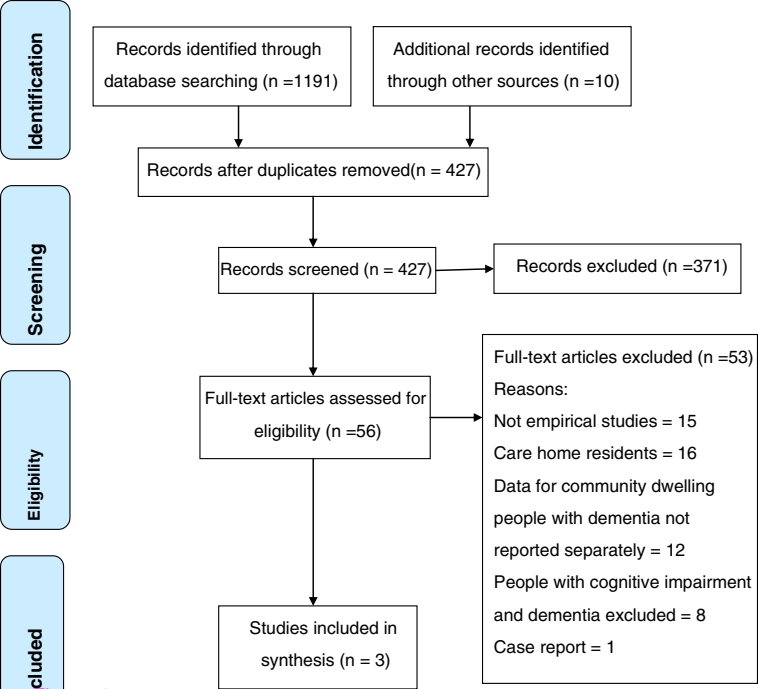 Identification
Records identified through
database searching (n =1191)
Additional records identified
through other sources (n =10)
Records after duplicates removed(n = 427)
Screening
Records screened (n = 427)
Records excluded (n =371)
Eligibility
Full-text articles assessed for
eligibility (n =56)
Full-text articles excluded (n =53)
Reasons:
Not empirical studies = 15
Care home residents = 16
Data for community dwelling
people with dementia not
reported separately = 12
People with cognitive impairment
and dementia excluded = 8
Case report = 1
cluded
Studies included in
synthesis (n = 3)